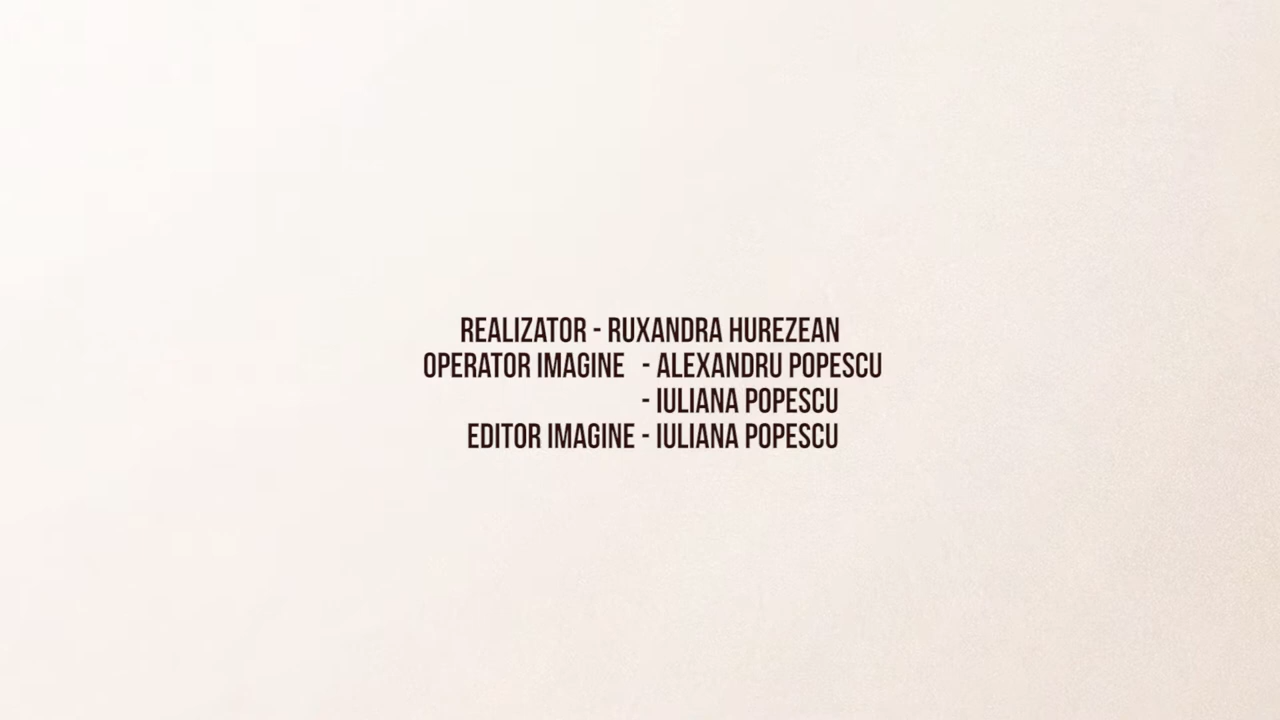 REALIZATOR - RUXANDRA HUREZEAN
OPERATOR IMAGINE - ALEXANDRU POPESCU
- IULIANA POPESCU
EDITOR IMAGINE - IULIANA POPESCU